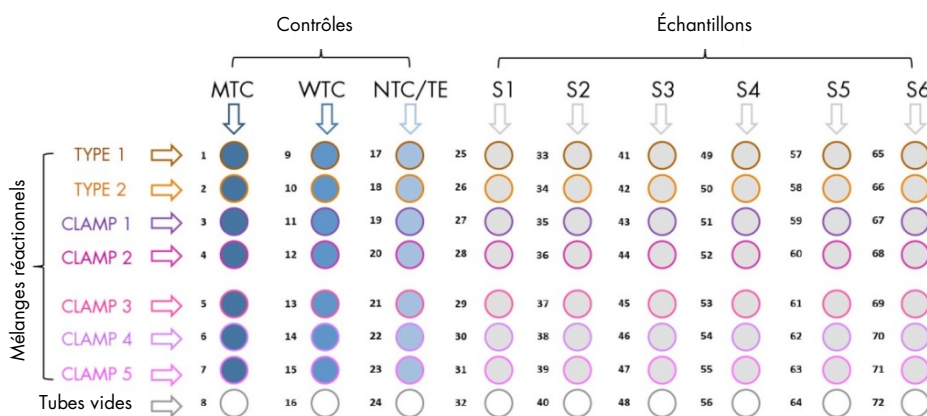 Contrôles Échantillons
MTC WTC NTC/TE S1 S2 S3 S4 S5 S6
Mélanges réactionnels
TYPE 1 1 9 17 25 33 41 49 57 65
TYPE 2 2 10 18 26 34 42 50 58 66
CLAMP 1 3 11 19 27 35 43 51 59 67
CLAMP 2 4 12 20 28 36 44 52 60 68
CLAMP 3 5 13 21 29 37 45 53 61 69
CLAMP 4 6 14 22 30 38 46 54 62 70
CLAMP 5 7 15 23 31 39 47 55 63 71
Tubes vides 8 16 24 32 40 48 56 64 72